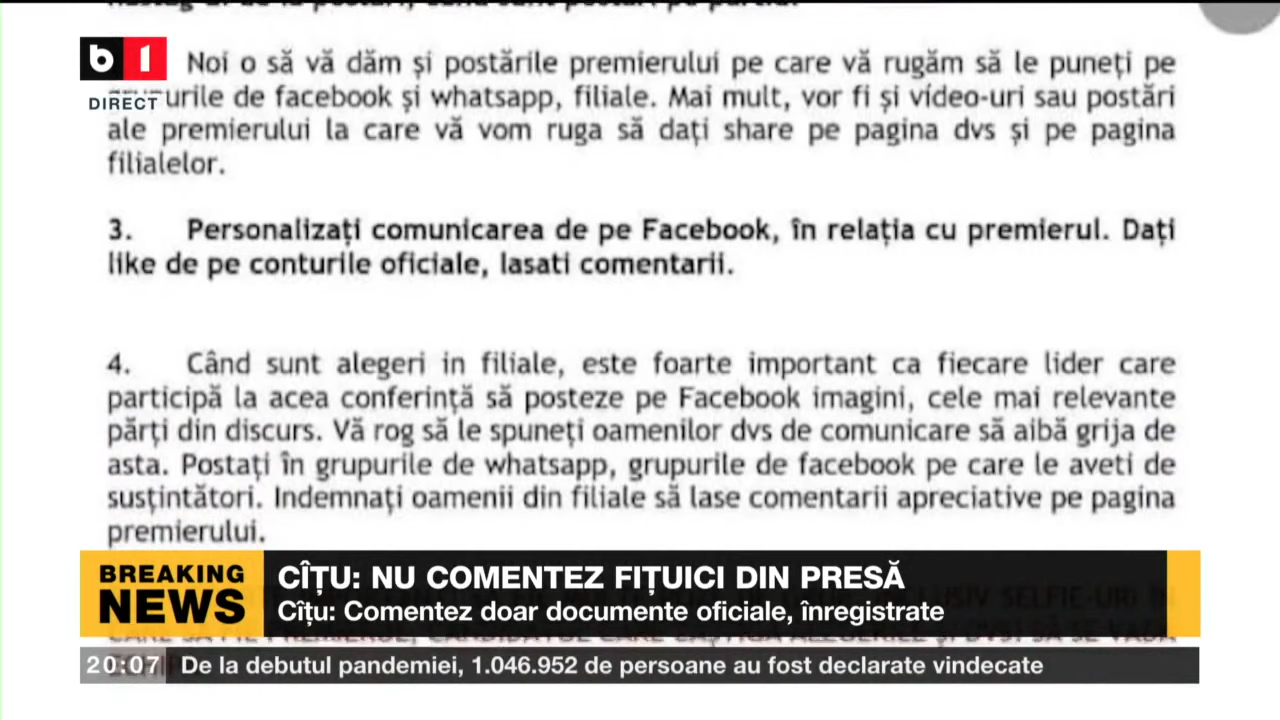 b1
DIRECT
Noi o să vă dăm și postările premierului pe care vă rugăm să le puneți pe
urile de facebook și whatsapp, filiale. Mai mult, vor fi și video-uri sau postări
ale premierului la care vă vom ruga să dați share pe pagina dvs și pe pagina
filialelor.
3. Personalizați comunicarea de pe Facebook, în relația cu premierul. Dați
like de pe conturile oficiale, lasati comentarii.
4. Când sunt alegeri in filiale, este foarte important ca fiecare lider care
participă la acea conferință să posteze pe Facebook imagini, cele mai relevante
părți din discurs. Vă rog să le spuneți oamenilor dvs de comunicare să aibă grija de
asta. Postați în grupurile de whatsapp, grupurile de facebook pe care le aveti de
susțintători. Indemnați oamenii din filiale să lase comentarii apreciative pe pagina
premierului.
BREAKING
NEWS
CÎȚU: NU COMENTEZ FIȚUICI DIN PRESĂ
Cîțu: Comentez doar documente oficiale, înregistrate
20:07 De la debutul pandemiei, 1.046.952 de persoane au fost declarate vindecate